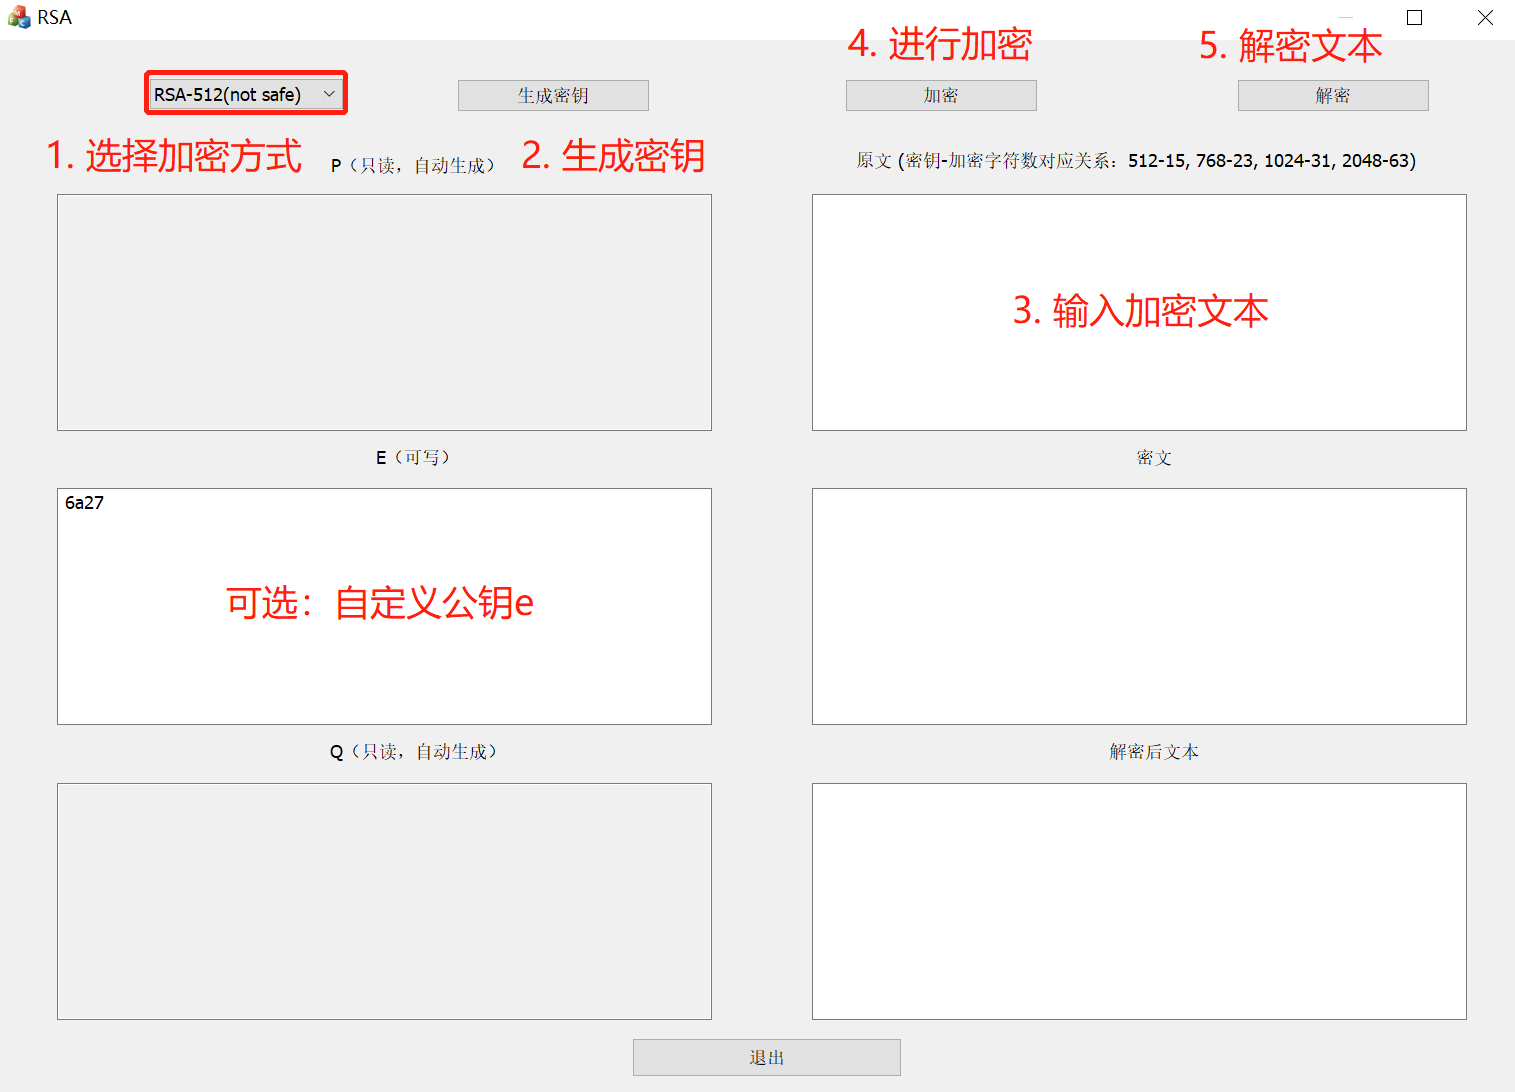 RSA
4. 进行加密
5. 解密文本
RSA-512(not safe)
生成密钥
加密
解密
1. 选择加密方式
P（只读，自动生成）
2. 生成密钥
原文 (密钥-加密字符数对应关系：512-15, 768-23, 1024-31, 2048-63)
3. 输入加密文本
E（可写）
密文
6a27
可选：自定义公钥e
Q（只读，自动生成）
解密后文本
退出